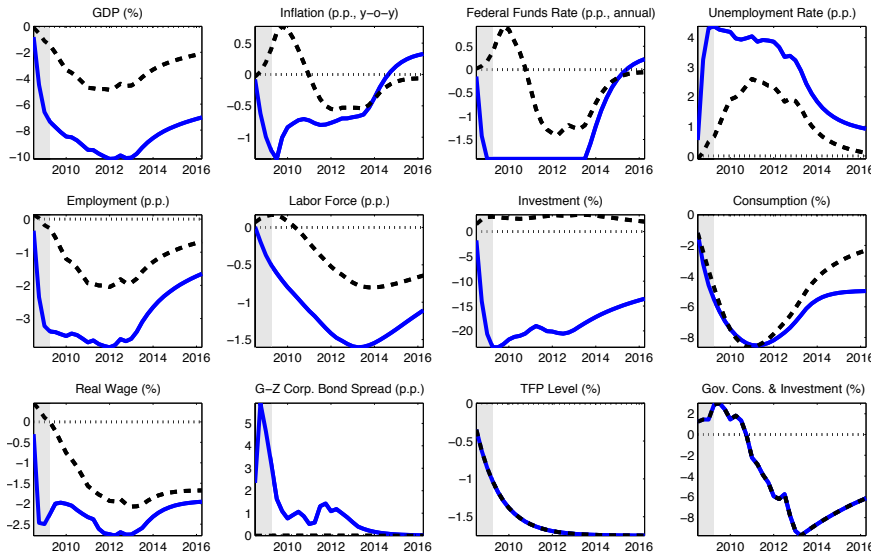 GDP (%)
Inflation (p.p., y-o-y)
Federal Funds Rate (p.p., annual)
Unemployment Rate (p.p.)
0
-2
-4
-6
-8
-10
2010 2012 2014 2016
0.5
0
-0.5
-1
2010 2012 2014 2016
0.5
0
-0.5
-1
-1.5
2010 2012 2014 2016
4
3
2
1
0
2010 2012 2014 2016
Employment (p.p.)
Labor Force (p.p.)
Investment (%)
Consumption (%)
0
-1
-2
-3
2010 2012 2014 2016
0
-0.5
-1
-1.5
2010 2012 2014 2016
0
-5
-10
-15
-20
2010 2012 2014 2016
0
-2
-4
-6
-8
2010 2012 2014 2016
Real Wage (%)
G-Z Corp. Bond Spread (p.p.)
TFP Level (%)
Gov. Cons. & Investment (%)
0
-0.5
-1
-1.5
-2
-2.5
2010 2012 2014 2016
5
4
3
2
1
0
2010 2012 2014 2016
0
-0.5
-1
-1.5
2010 2012 2014 2016
2
0
-2
-4
-6
-8
2010 2012 2014 2016